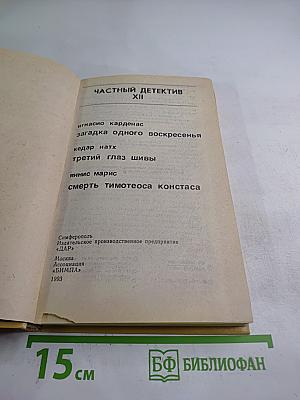 ЧАСТНЫЙ ДЕТЕКТИВ
XII
игнасио карденас
загадка одного воскресенья
кедар натх
третий глаз шивы
яннис марис
смерть тимотеоса констаса
Симферополь
Издательское производственное предприятие
«ДАР»
Москва
Ассоциация
«БИМПА»
1993
15 см
БФ БИБЛИОФАН